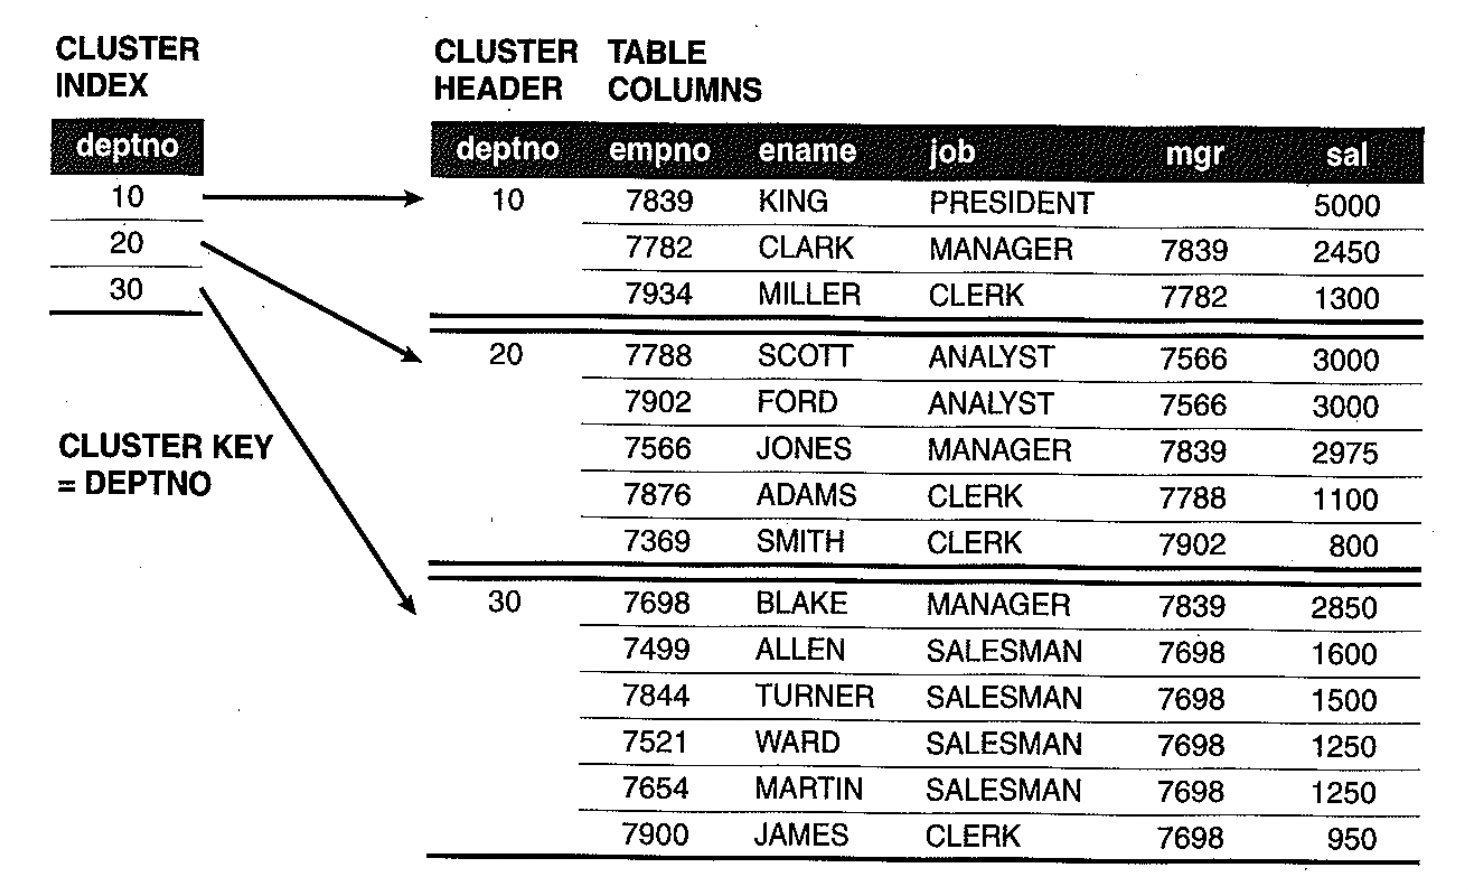 CLUSTER INDEX
CLUSTER HEADER
TABLE COLUMNS
deptno
10
20
30
CLUSTER KEY
= DEPTNO
deptno empno ename job mgr sal
10 7839 KING PRESIDENT 5000
7782 CLARK MANAGER 7839 2450
7934 MILLER CLERK 7782 1300
20 7788 SCOTT ANALYST 7566 3000
7902 FORD ANALYST 7566 3000
7566 JONES MANAGER 7839 2975
7876 ADAMS CLERK 7788 1100
7369 SMITH CLERK 7902 800
30 7698 BLAKE MANAGER 7839 2850
7499 ALLEN SALESMAN 7698 1600
7844 TURNER SALESMAN 7698 1500
7521 WARD SALESMAN 7698 1250
7654 MARTIN SALESMAN 7698 1250
7900 JAMES CLERK 7698 950